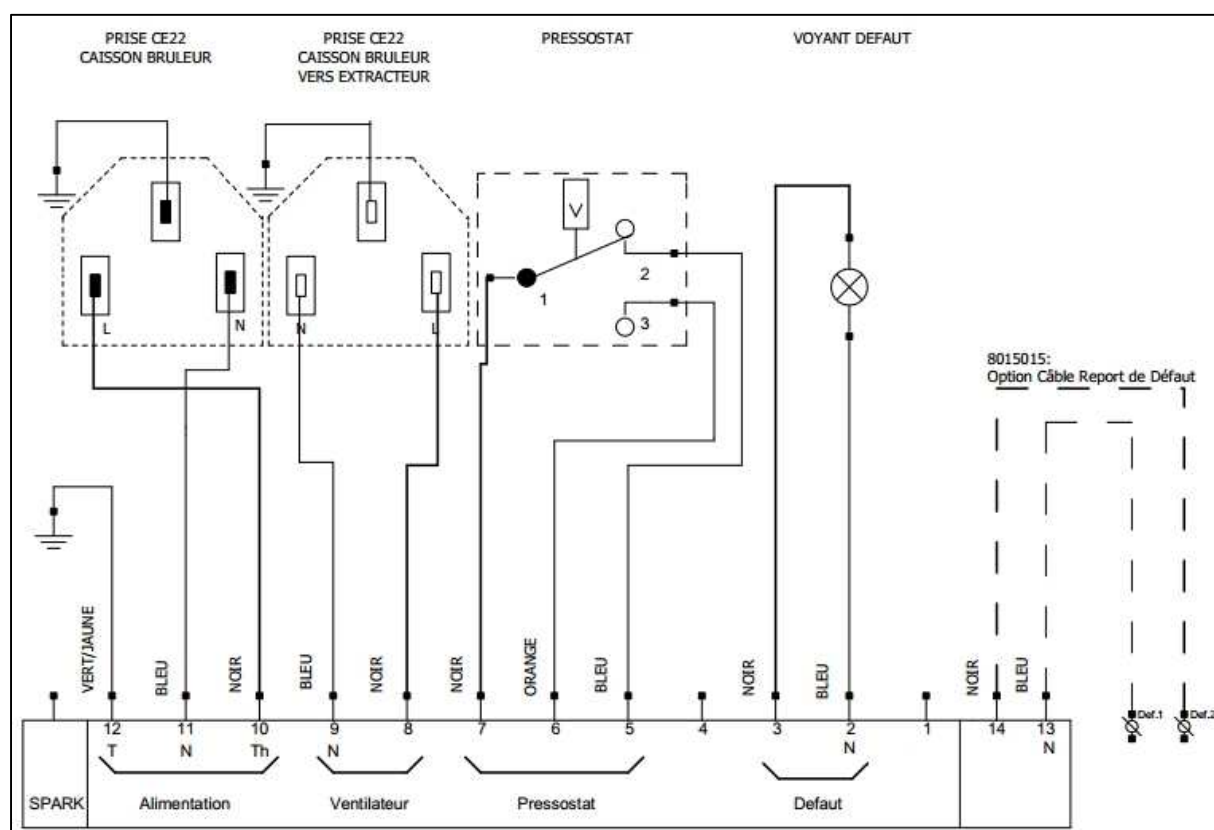 PRISE CE22
CAISSON BRULEUR
PRISE CE22
CAISSON BRULEUR
VERS EXTRACTEUR
PRESSOSTAT
VOYANT DEFAUT
L
N
N
L
V
1
2
3
8015015:
Option Câble Report de Défaut
VERT/JAUNE
BLEU
NOIR
BLEU
NOIR
NOIR
ORANGE
BLEU
NOIR
BLEU
NOIR
BLEU
Def.1
Def.2
12
11
10
9
8
7
6
5
4
3
2
1
14
13
T
N
Th
N
N
N
SPARK
Alimentation
Ventilateur
Pressostat
Defaut